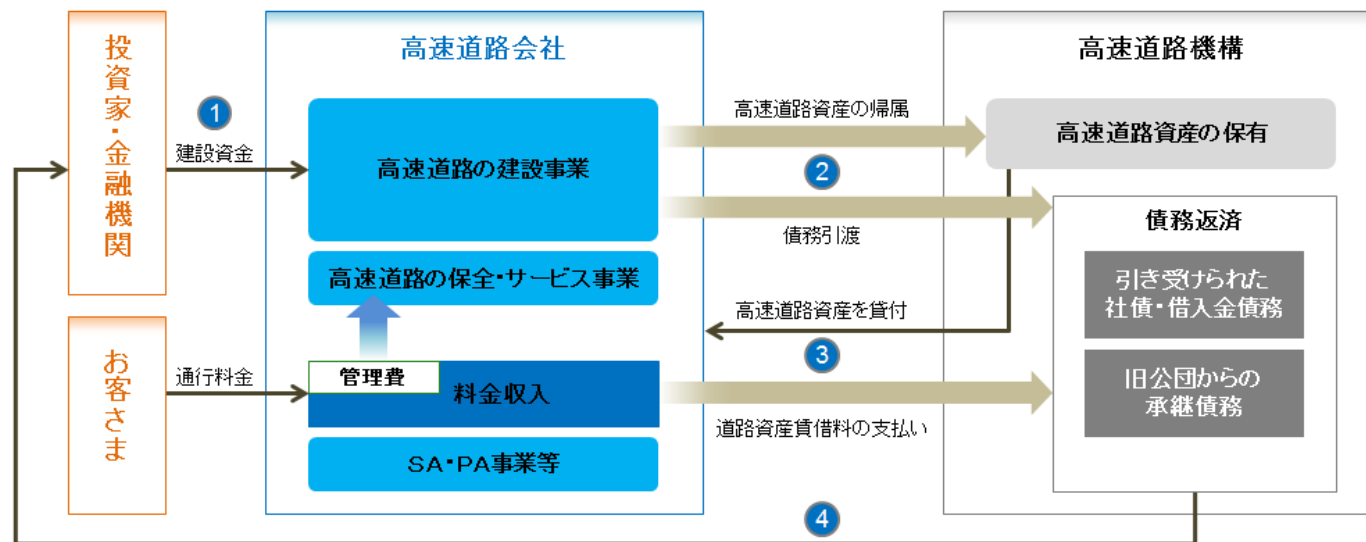 投資家・金融機関
①
建設資金
お客さま
通行料金
高速道路会社
高速道路の建設事業
高速道路の保全・サービス事業
管理費
料金収入
SA・PA事業等
高速道路資産の帰属
②
債務引渡
高速道路資産を貸付
③
道路資産賃借料の支払い
高速道路機構
高速道路資産の保有
債務返済
引き受けられた
社債・借入金債務
旧公団からの
承継債務
④